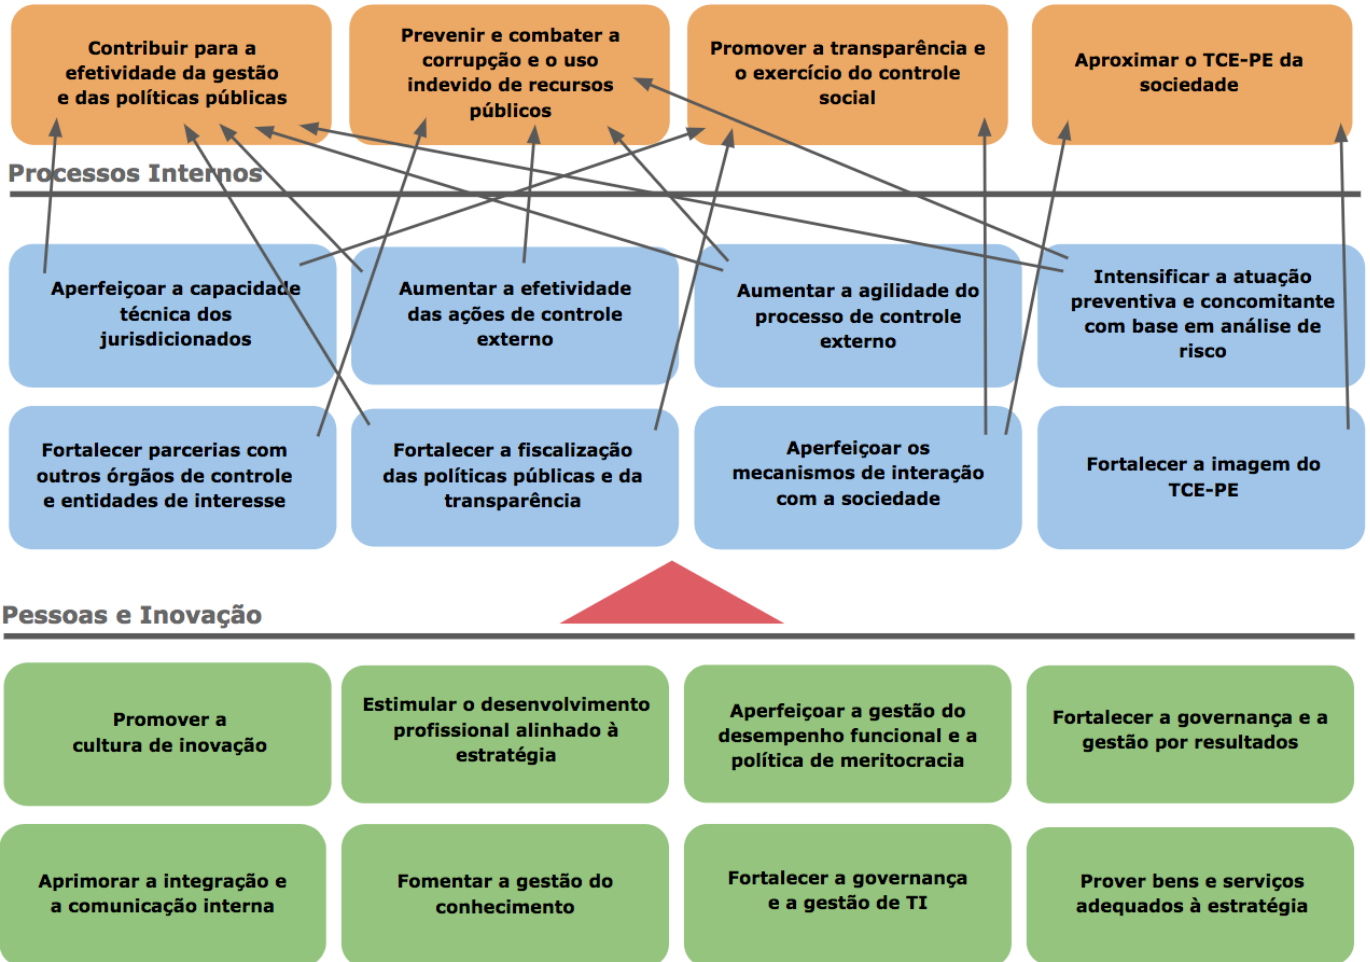 Contribuir para a
efetividade da gestão
e das políticas públicas
Prevenir e combater a
corrupção e o uso
indevido de recursos
públicos
Promover a transparência e
o exercício do controle
social
Aproximar o TCE-PE da
sociedade
Processos Internos
Aperfeiçoar a capacidade
técnica dos
jurisdicionados
Aumentar a efetividade
das ações de controle
externo
Aumentar a agilidade do
processo de controle
externo
Intensificar a atuação
preventiva e concomitante
com base em análise de
risco
Fortalecer parcerias com
outros órgãos de controle
e entidades de interesse
Fortalecer a fiscalização
das políticas públicas e da
transparência
Aperfeiçoar os
mecanismos de interação
com a sociedade
Fortalecer a imagem do
TCE-PE
Pessoas e Inovação
Promover a
cultura de inovação
Estimular o desenvolvimento
profissional alinhado à
estratégia
Aperfeiçoar a gestão do
desempenho funcional e a
política de meritocracia
Fortalecer a governança e a
gestão por resultados
Aprimorar a integração e
a comunicação interna
Fomentar a gestão do
conhecimento
Fortalecer a governança
e a gestão de TI
Prover bens e serviços
adequados à estratégia